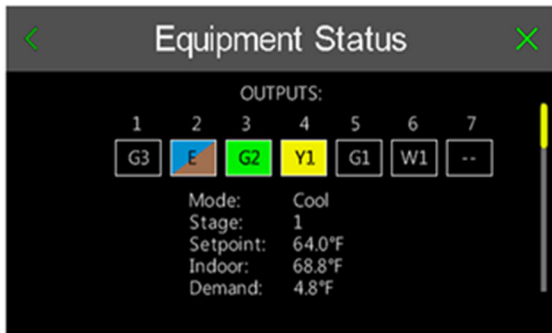 Equipment Status
OUTPUTS:
1 2 3 4 5 6 7
G3 E G2 Y1 G1 W1 --
Mode: Cool
Stage: 1
Setpoint: 64.0°F
Indoor: 68.8°F
Demand: 4.8°F